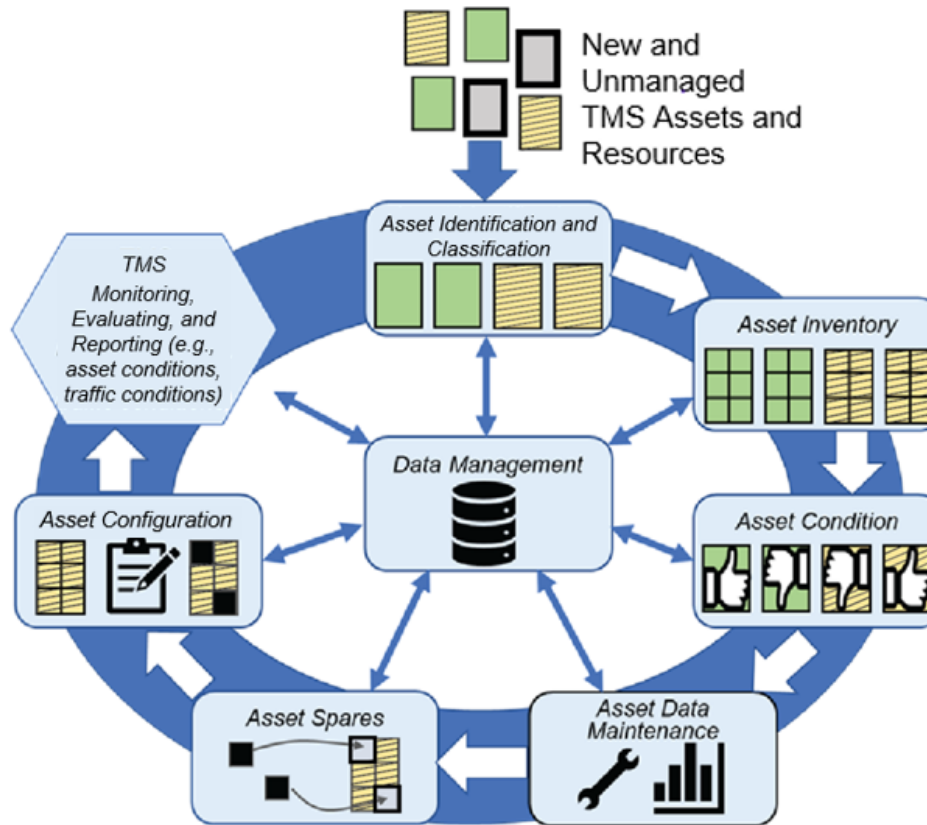 New and
Unmanaged
TMS Assets and
Resources
Asset Identification and
Classification
TMS
Monitoring,
Evaluating, and
Reporting (e.g.,
asset conditions,
traffic conditions)
Asset Inventory
Data Management
Asset Configuration
Asset Condition
Asset Spares
Asset Data
Maintenance